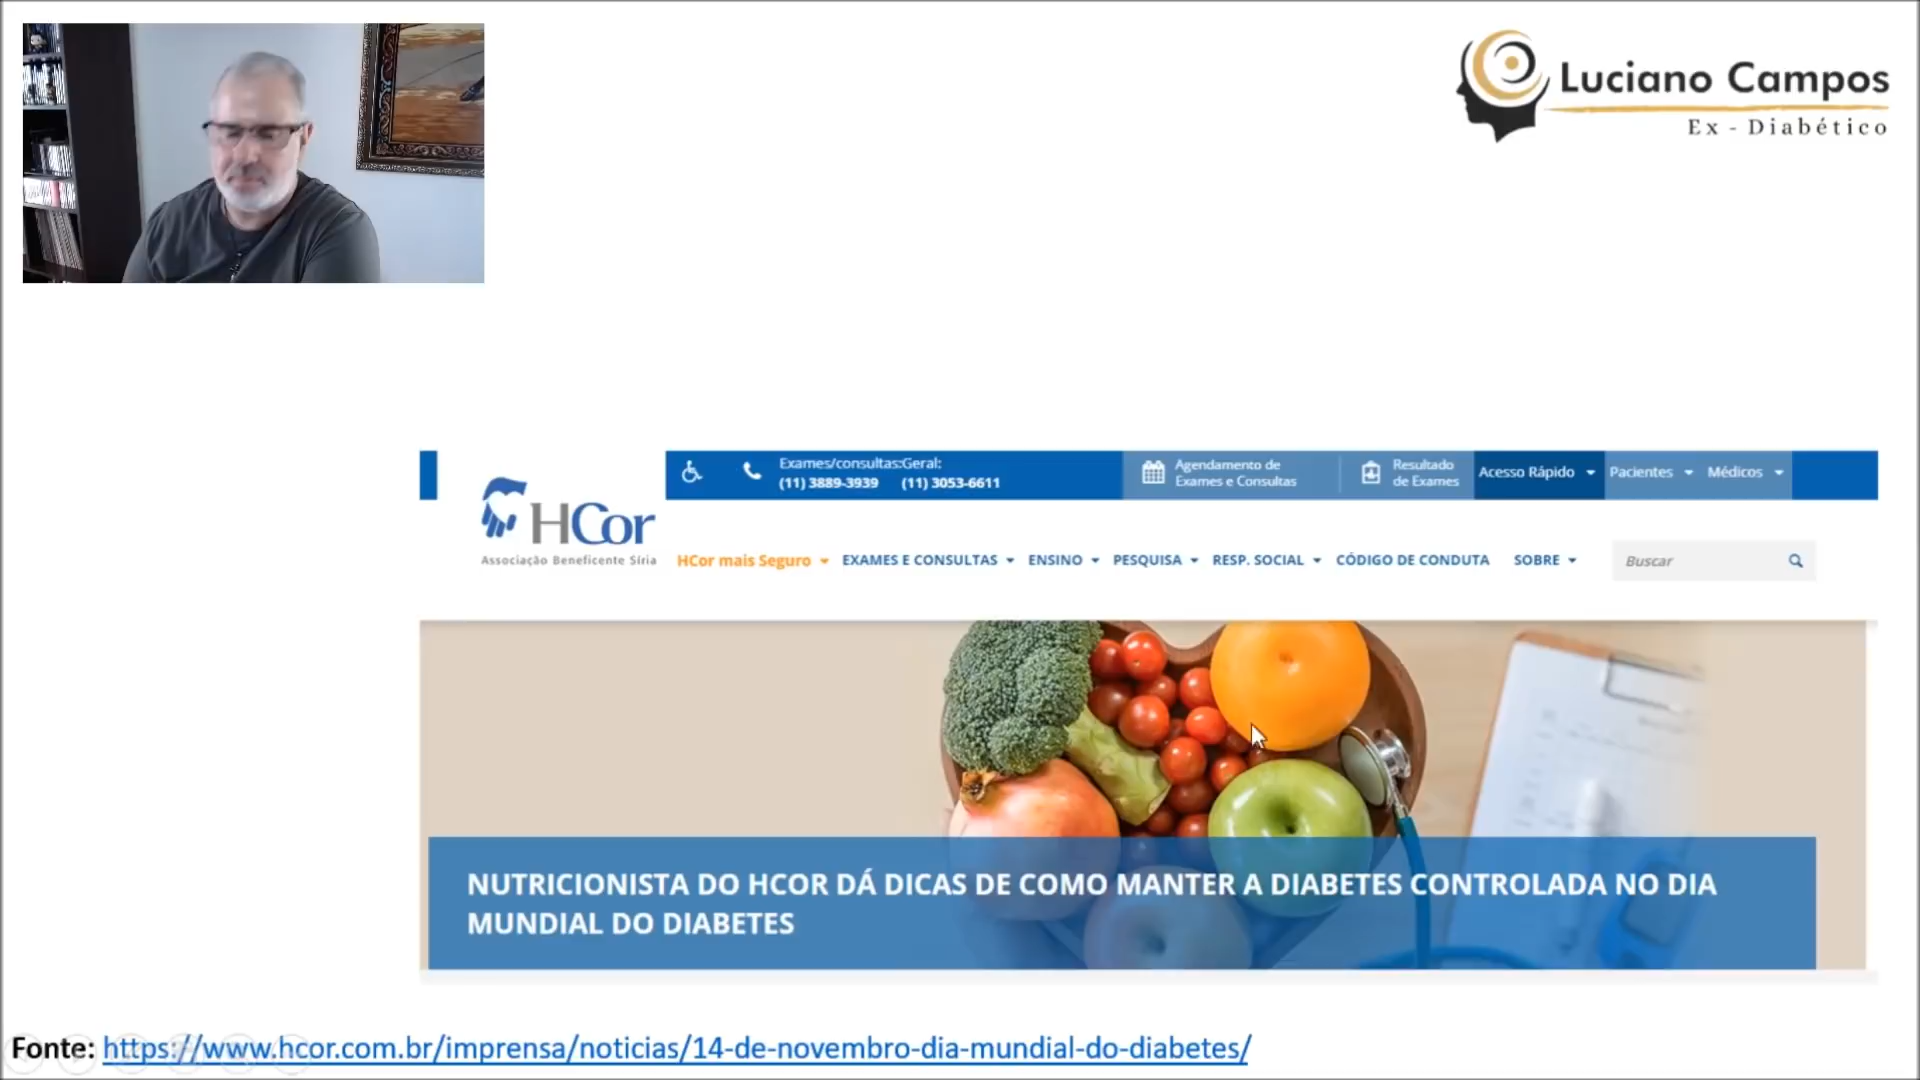 Luciano Campos
Ex - Diabético
Exames/consultas:Geral:
(11) 3889-3939 (11) 3053-6611
Agendamento de
Exames e Consultas
Resultado
de Exames
Acesso Rápido
Pacientes
Médicos
HCor
Associação Beneficente Síria
HCor mais Seguro
EXAMES E CONSULTAS
ENSINO
PESQUISA
RESP. SOCIAL
CÓDIGO DE CONDUTA
SOBRE
Buscar
NUTRICIONISTA DO HCOR DÁ DICAS DE COMO MANTER A DIABETES CONTROLADA NO DIA
MUNDIAL DO DIABETES
Fonte: https://www.hcor.com.br/imprensa/noticias/14-de-novembro-dia-mundial-do-diabetes/